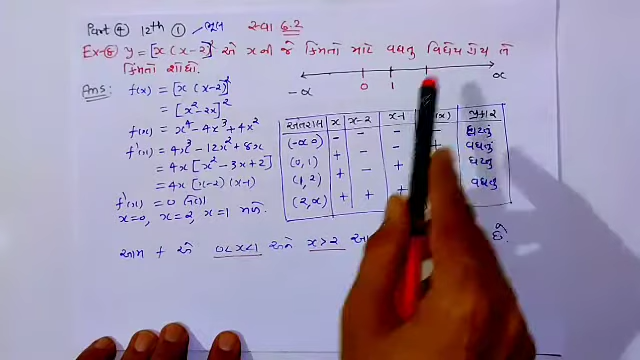 Part ④ 12th ① / ભૂલ સ્વા 6.2
Ex-⑥ y = [x(x-2)]² એ x ની જે કિંમતો માટે વધતું વિધેય હોય તે
કિંમતો શોધો.
Ans: f(x) = [x(x-2)]²
-∝ 0 1 ∝
= [x²-2x]²
f(x) = x⁴-4x³+4x²
f'(x) = 4x³-12x²+8x
= 4x[x²-3x+2]
= 4x(x-2)(x-1)
f'(x) = 0
x=0, x=2, x=1 મળે.
અંતરાલ x x-2 x-1 (x) પ્રકાર
(-∝,0) - - - ઘટતું
(0,1) + - - + વધતું
(1,2) + - + ઘટતું
(2,∝) + + + વધતું
આમ f એ 0<x<1 અને x>2 છે.